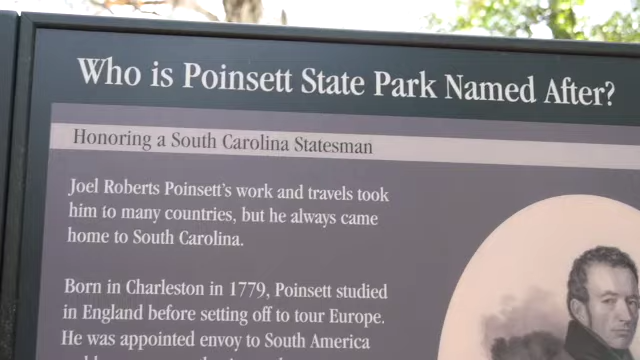 Who is Poinsett State Park Named After?
Honoring a South Carolina Statesman
Joel Roberts Poinsett's work and travels took
him to many countries, but he always came
home to South Carolina.
Born in Charleston in 1779, Poinsett studied
in England before setting off to tour Europe.
He was appointed envoy to South America